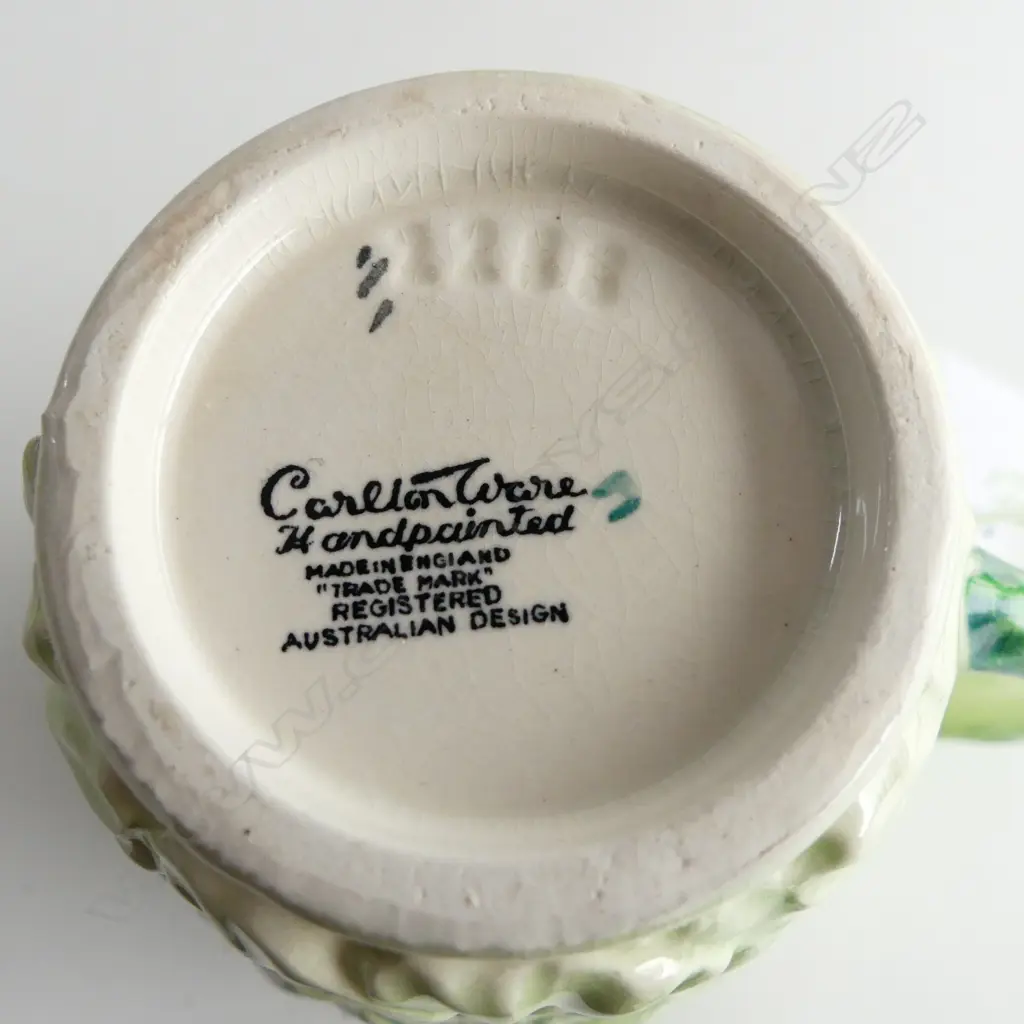 Carlton Ware
Handpainted
MADE IN ENGLAND
"TRADE MARK"
REGISTERED
AUSTRALIAN DESIGN